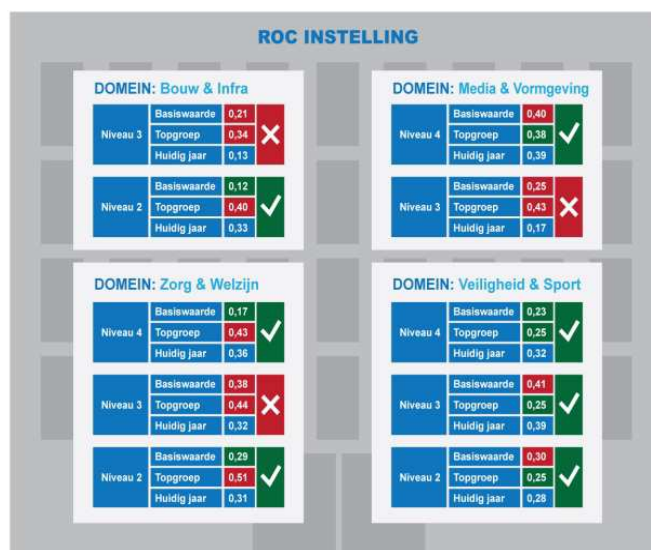 ROC INSTELLING
DOMEIN: Bouw & Infra
Niveau 3
Basiswaarde 0,21
Topgroep 0,34
Huidig jaar 0,13
Niveau 2
Basiswaarde 0,12
Topgroep 0,40
Huidig jaar 0,33
DOMEIN: Media & Vormgeving
Niveau 4
Basiswaarde 0,40
Topgroep 0,38
Huidig jaar 0,39
Niveau 3
Basiswaarde 0,25
Topgroep 0,43
Huidig jaar 0,17
DOMEIN: Zorg & Welzijn
Niveau 4
Basiswaarde 0,17
Topgroep 0,43
Huidig jaar 0,36
Niveau 3
Basiswaarde 0,38
Topgroep 0,44
Huidig jaar 0,32
Niveau 2
Basiswaarde 0,29
Topgroep 0,51
Huidig jaar 0,31
DOMEIN: Veiligheid & Sport
Niveau 4
Basiswaarde 0,23
Topgroep 0,25
Huidig jaar 0,32
Niveau 3
Basiswaarde 0,41
Topgroep 0,25
Huidig jaar 0,39
Niveau 2
Basiswaarde 0,30
Topgroep 0,25
Huidig jaar 0,28